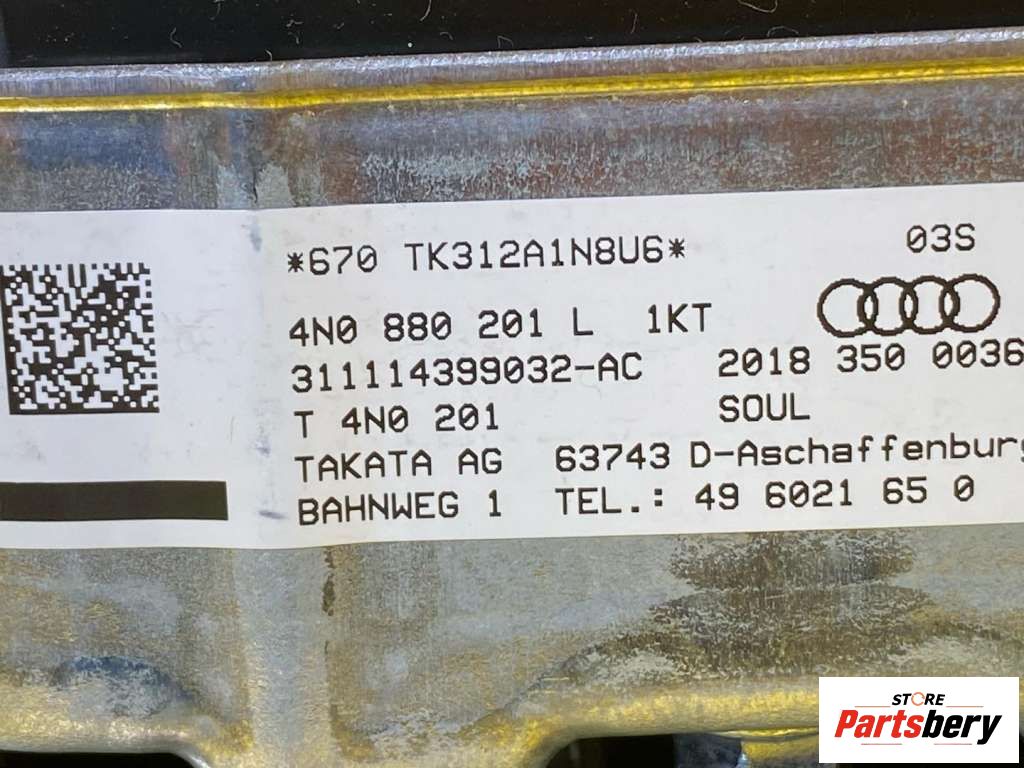 *670 TK312A1N8U6* 03S
4N0 880 201 L 1KT
311114399032-AC 2018 350 0036
T 4N0 201 SOUL
TAKATA AG 63743 D-Aschaffenburg
BAHNWEG 1 TEL.: 49 6021 65 0
STORE
Partsbery